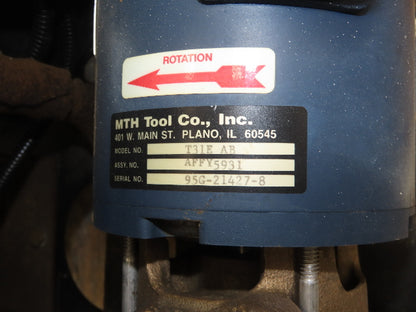 ROTATION
MTH Tool Co., Inc.
401 W. MAIN ST. PLANO, IL 60545
MODEL NO. T31E AB
ASSY. NO. AFFY5931
SERIAL NO. 95G-21427-8